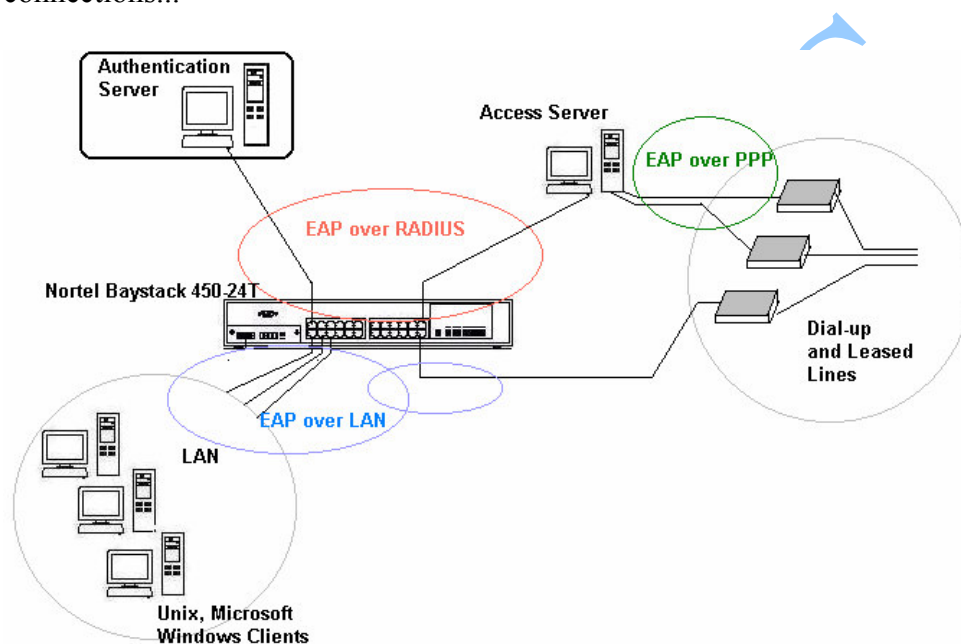 connections...
Authentication
Server
Access Server
EAP over PPP
EAP over RADIUS
Nortel Baystack 450-24T
Dial-up
and Leased
Lines
EAP over LAN
LAN
Unix, Microsoft
Windows Clients